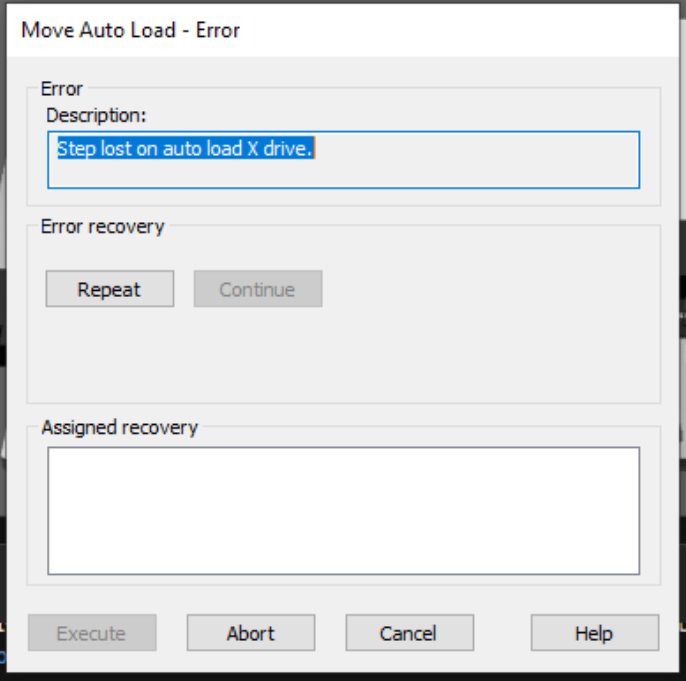 Move Auto Load - Error
Error
Description:
Step lost on auto load X drive.
Error recovery
Repeat
Continue
Assigned recovery
Execute
Abort
Cancel
Help